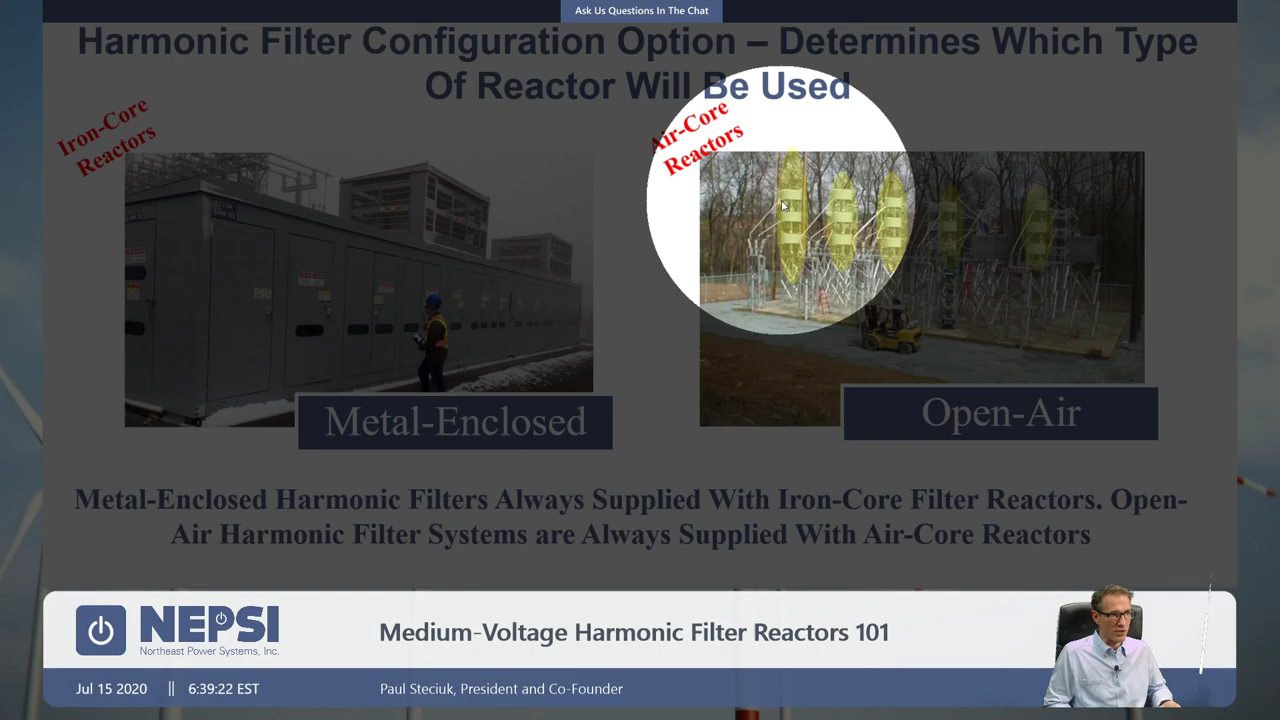 Ask Us Questions In The Chat
Harmonic Filter Configuration Option – Determines Which Type
Of Reactor Will Be Used
Iron-Core
Reactors
Air-Core
Reactors
Metal-Enclosed
Open-Air
Metal-Enclosed Harmonic Filters Always Supplied With Iron-Core Filter Reactors. Open-
Air Harmonic Filter Systems are Always Supplied With Air-Core Reactors
NEPSI
Northeast Power Systems, Inc.
Medium-Voltage Harmonic Filter Reactors 101
Jul 15 2020 || 6:39:22 EST
Paul Steciuk, President and Co-Founder